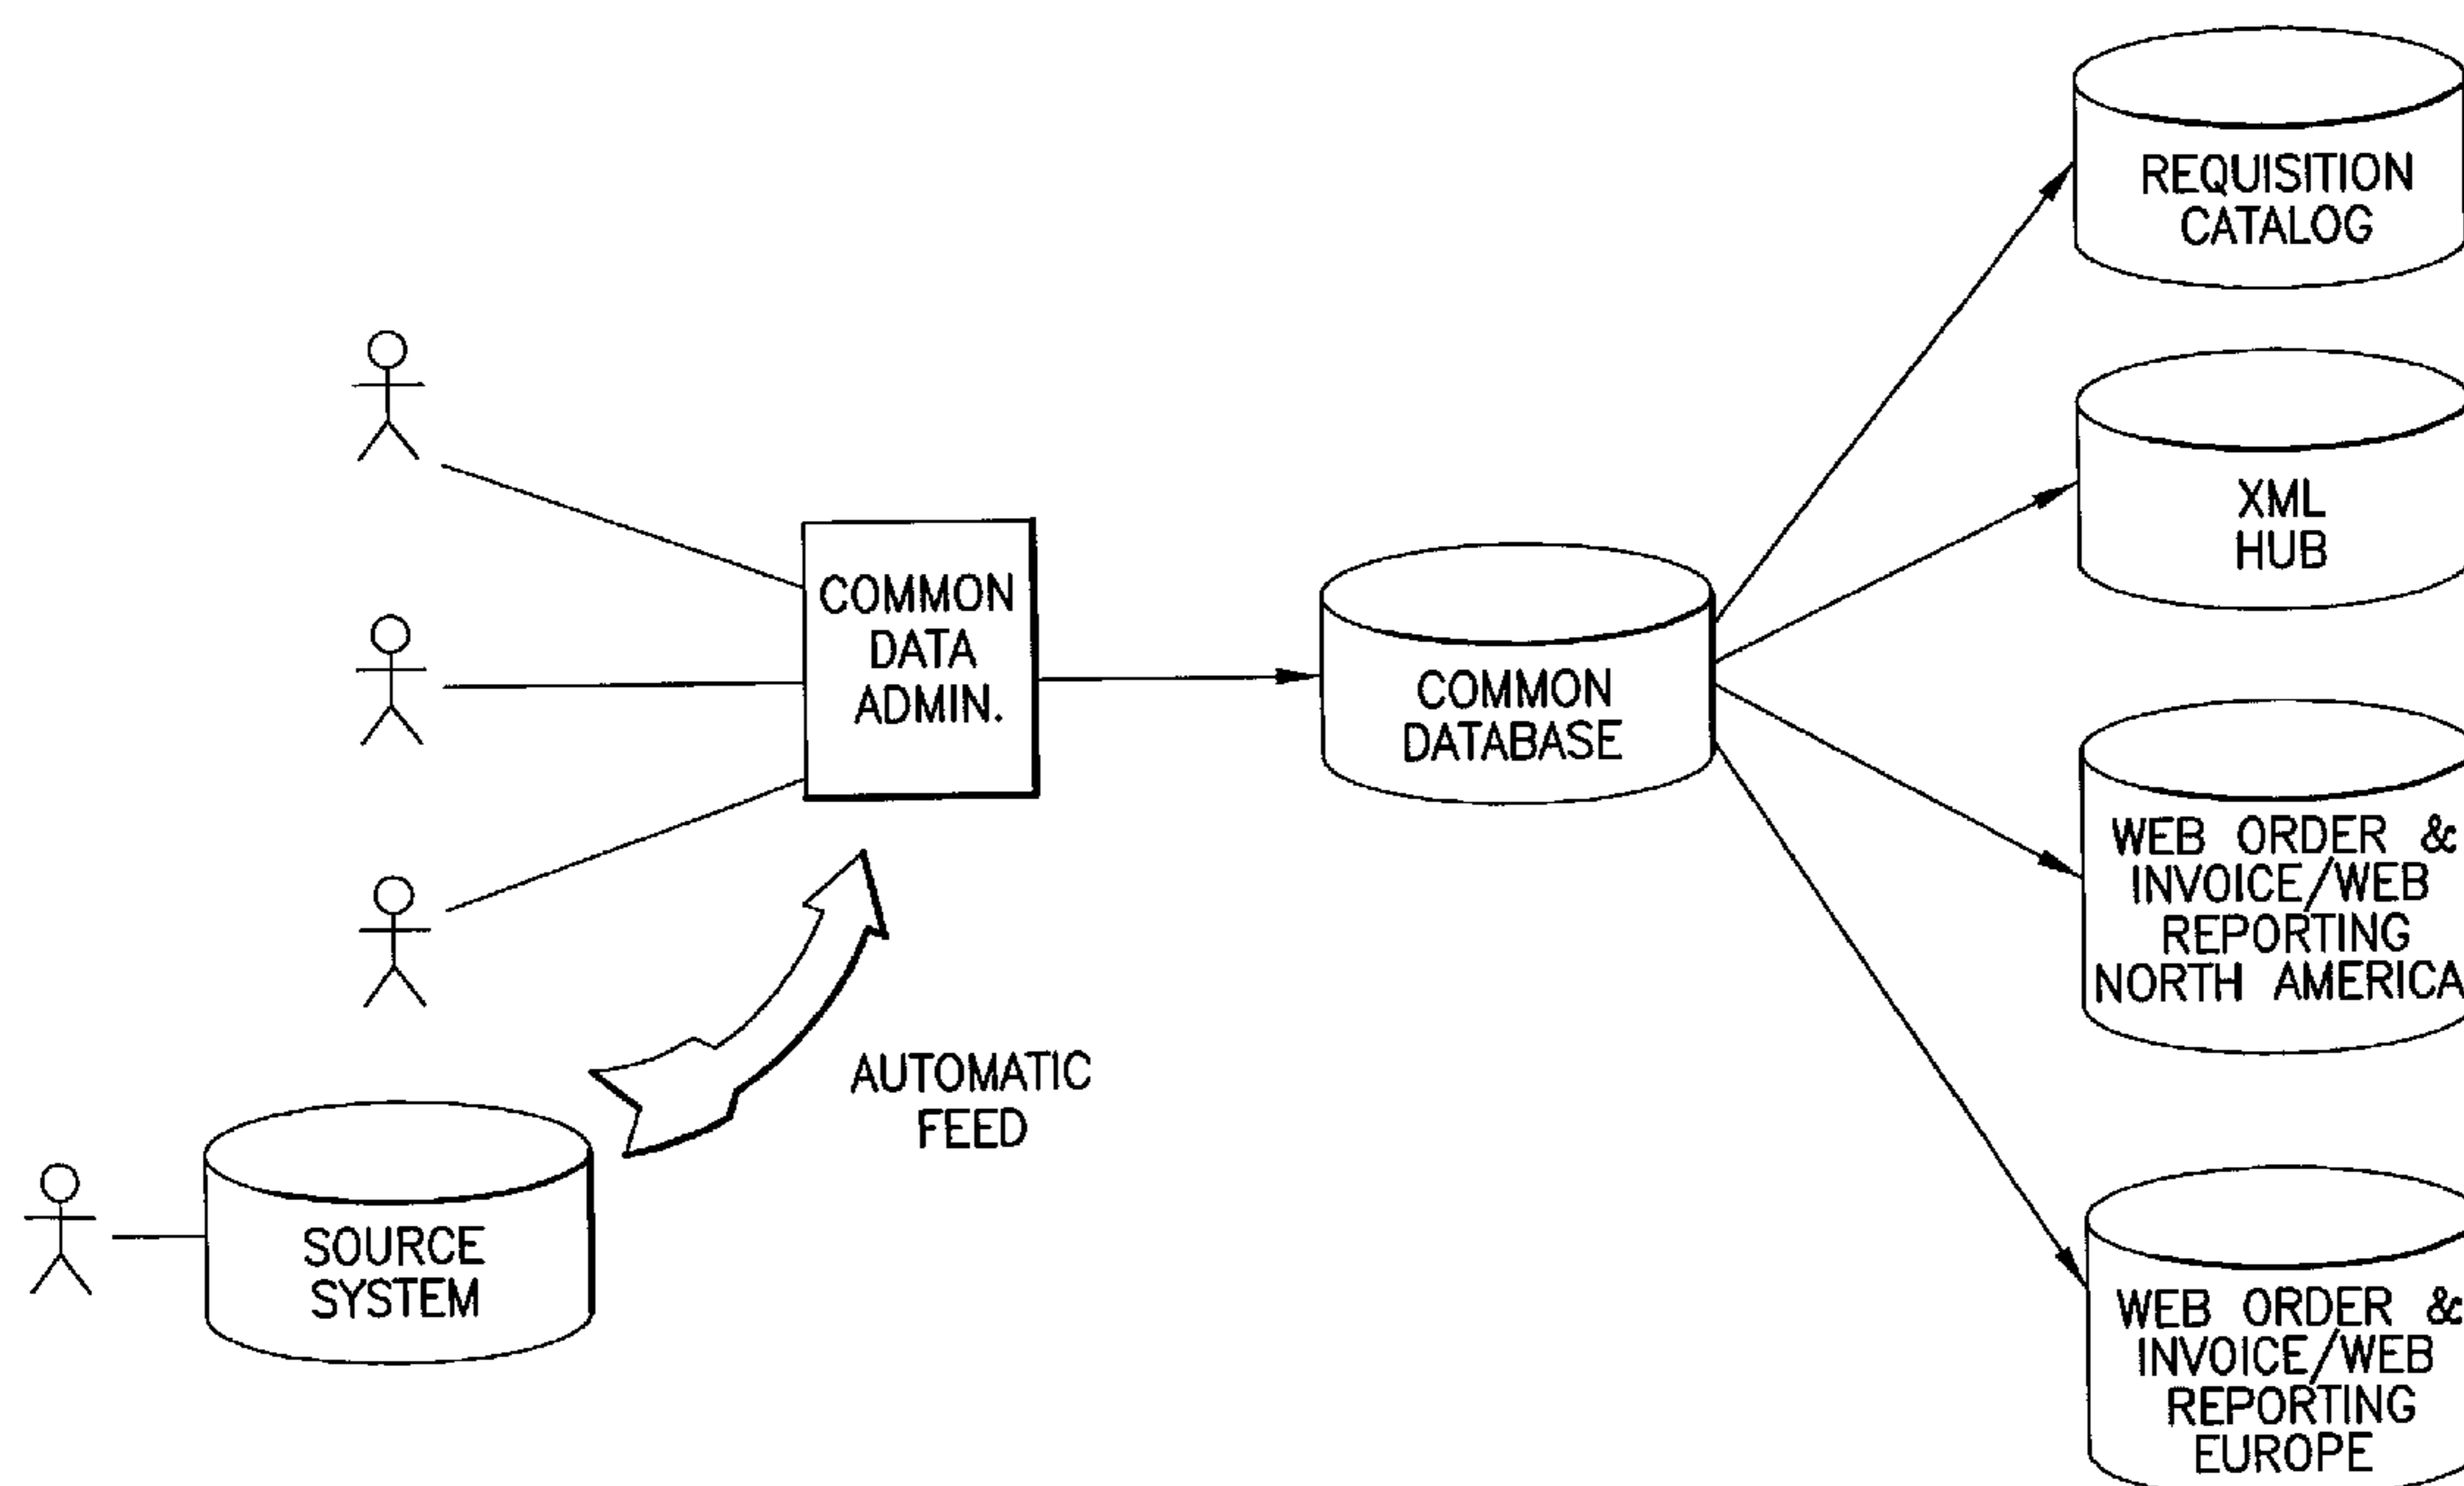 REQUISITION
CATALOG
XML
HUB
COMMON
DATA
ADMIN.
COMMON
DATABASE
WEB ORDER &
INVOICE/WEB
REPORTING
NORTH AMERICA
AUTOMATIC
FEED
SOURCE
SYSTEM
WEB ORDER &
INVOICE/WEB
REPORTING
EUROPE